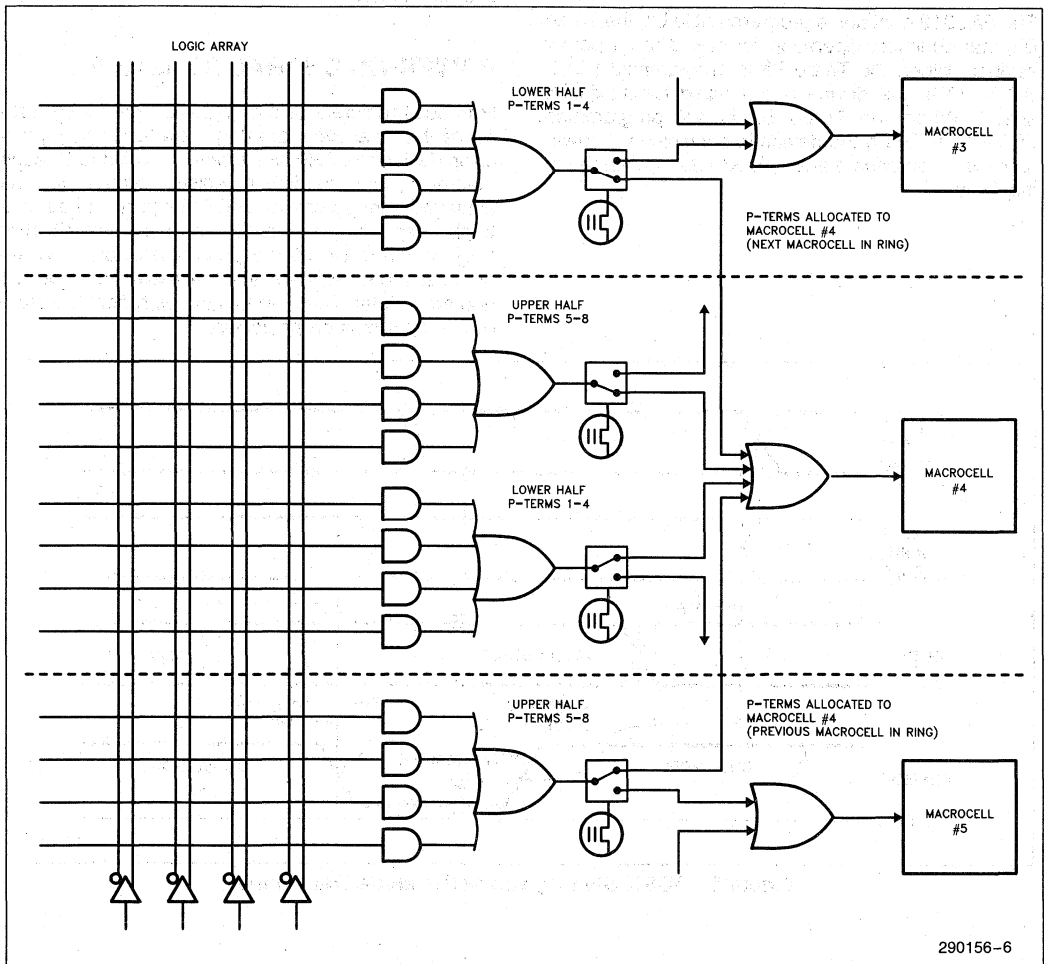 LOGIC ARRAY
LOWER HALF
P-TERMS 1-4
MACROCELL
#3
P-TERMS ALLOCATED TO
MACROCELL #4
(NEXT MACROCELL IN RING)
UPPER HALF
P-TERMS 5-8
LOWER HALF
P-TERMS 1-4
MACROCELL
#4
UPPER HALF
P-TERMS 5-8
P-TERMS ALLOCATED TO
MACROCELL #4
(PREVIOUS MACROCELL IN RING)
MACROCELL
#5
290156-6